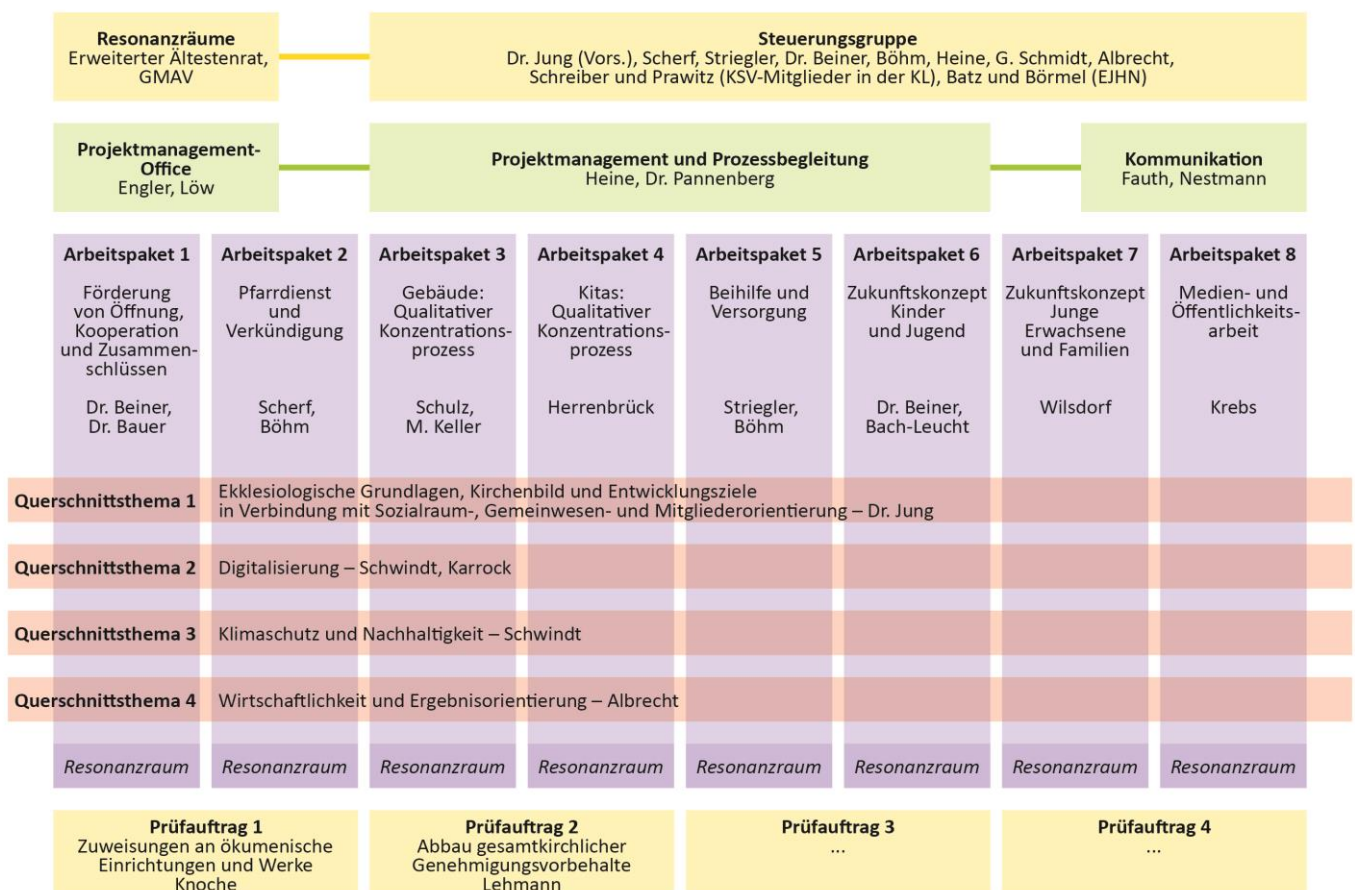 Resonanzräume
Erweiterter Ältestenrat,
GMAV
Steuerungsgruppe
Dr. Jung (Vors.), Scherf, Striegler, Dr. Beiner, Böhm, Heine, G. Schmidt, Albrecht,
Schreiber und Prawitz (KSV-Mitglieder in der KL), Batz und Börmel (EJHN)
Projektmanagement-
Office
Engler, Löw
Projektmanagement und Prozessbegleitung
Heine, Dr. Pannenberg
Kommunikation
Fauth, Nestmann
Arbeitspaket 1
Förderung
von Öffnung,
Kooperation
und Zusammen-
schlüssen
Dr. Beiner,
Dr. Bauer
Arbeitspaket 2
Pfarrdienst
und
Verkündigung
Scherf,
Böhm
Arbeitspaket 3
Gebäude:
Qualitativer
Konzentrations-
prozess
Schulz,
M. Keller
Arbeitspaket 4
Kitas:
Qualitativer
Konzentrations-
prozess
Herrenbrück
Arbeitspaket 5
Beihilfe und
Versorgung
Striegler,
Böhm
Arbeitspaket 6
Zukunftskonzept
Kinder
und Jugend
Dr. Beiner,
Bach-Leucht
Arbeitspaket 7
Zukunftskonzept
Junge
Erwachsene
und Familien
Wilsdorf
Arbeitspaket 8
Medien- und
Öffentlichkeits-
arbeit
Krebs
Querschnittsthema 1
Ekklesiologische Grundlagen, Kirchenbild und Entwicklungsziele
in Verbindung mit Sozialraum-, Gemeinwesen- und Mitgliederorientierung – Dr. Jung
Querschnittsthema 2
Digitalisierung – Schwindt, Karrock
Querschnittsthema 3
Klimaschutz und Nachhaltigkeit – Schwindt
Querschnittsthema 4
Wirtschaftlichkeit und Ergebnisorientierung – Albrecht
Resonanzraum
Resonanzraum
Resonanzraum
Resonanzraum
Resonanzraum
Resonanzraum
Resonanzraum
Resonanzraum
Prüfauftrag 1
Zuweisungen an ökumenische
Einrichtungen und Werke
Knoche
Prüfauftrag 2
Abbau gesamtkirchlicher
Genehmigungsvorbehalte
Lehmann
Prüfauftrag 3
...
Prüfauftrag 4
...